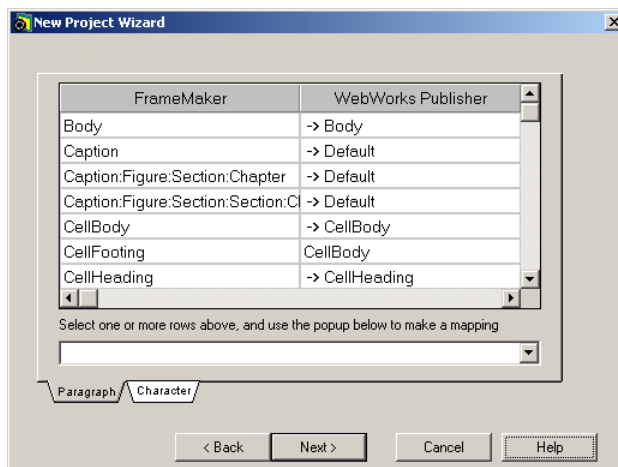 New Project Wizard
FrameMaker WebWorks Publisher
Body -> Body
Caption -> Default
Caption:Figure:Section:Chapter -> Default
Caption:Figure:Section:Section:Cl -> Default
CellBody -> CellBody
CellFooting CellBody
CellHeading -> CellHeading
Select one or more rows above, and use the popup below to make a mapping
Paragraph Character
< Back Next > Cancel Help